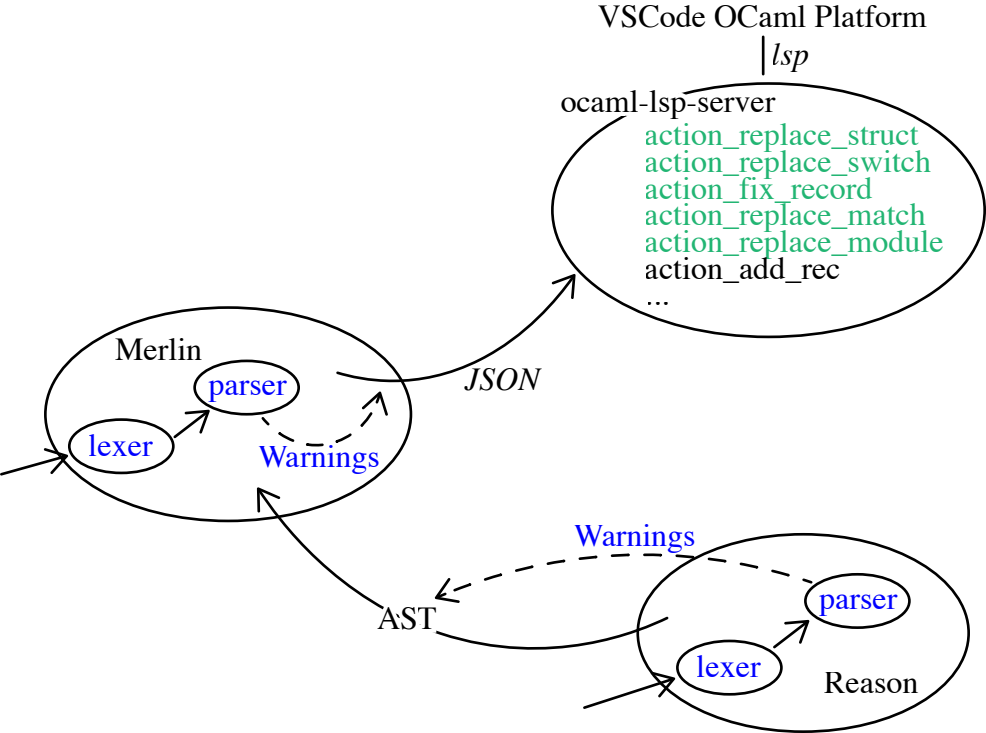 VSCode OCaml Platform
lsp
ocaml-lsp-server
action_replace_struct
action_replace_switch
action_fix_record
action_replace_match
action_replace_module
action_add_rec
...
Merlin
parser
JSON
lexer
Warnings
Warnings
parser
AST
lexer
Reason